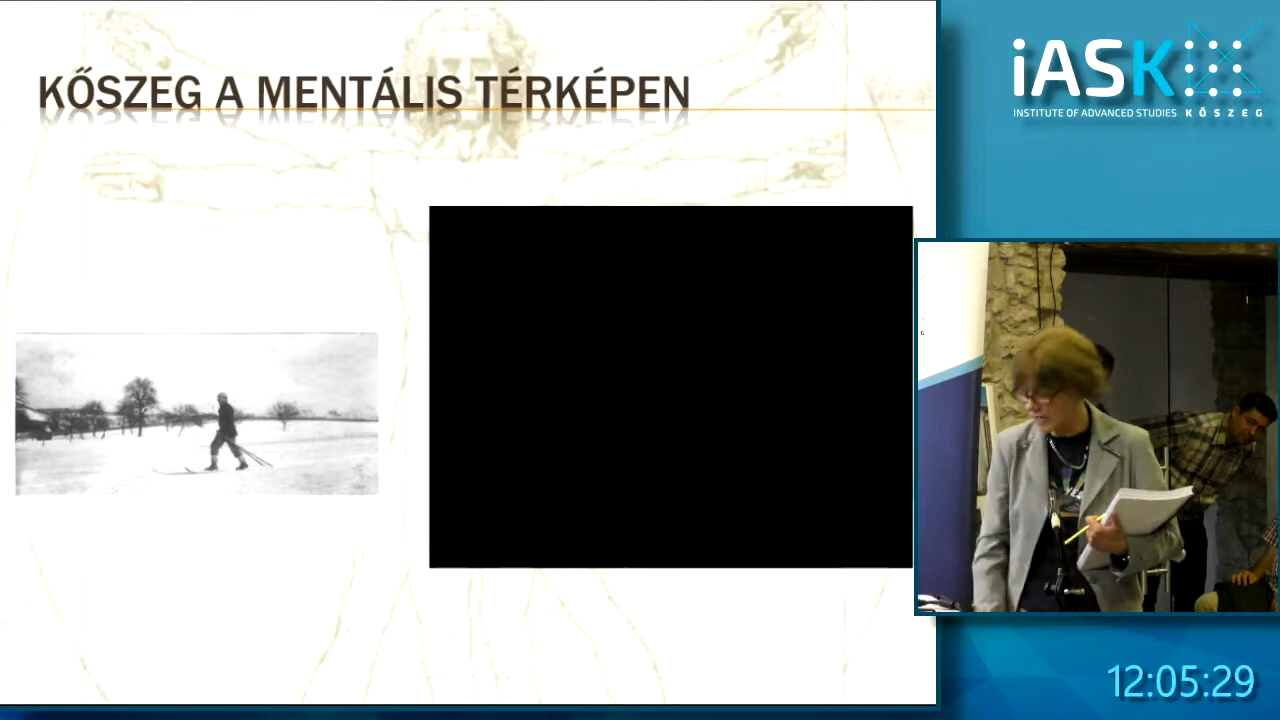 KŐSZEG A MENTÁLIS TÉRKÉPEN
iASK
INSTITUTE OF ADVANCED STUDIES KŐSZEG
12:05:29